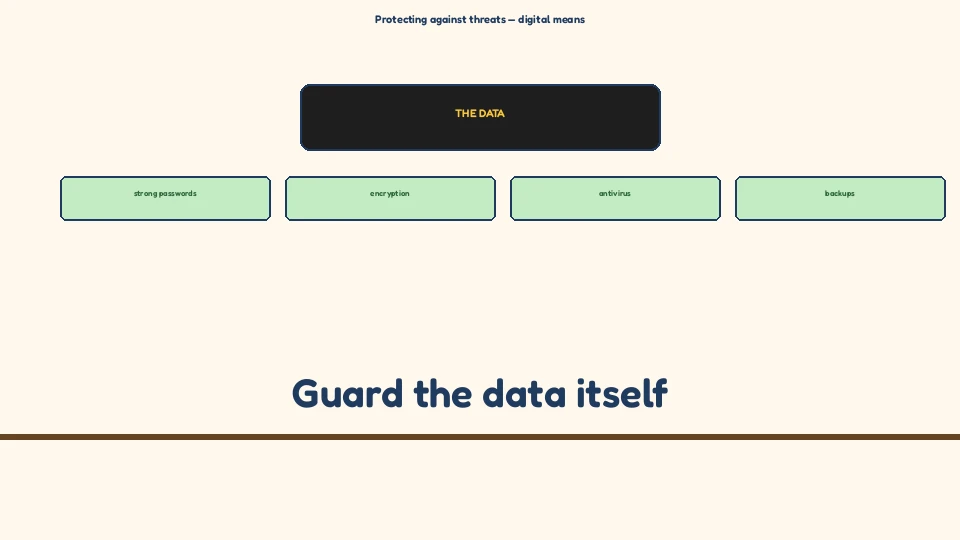 Protecting against threats – digital means
THE DATA
strong passwords
encryption
antivirus
backups
Guard the data itself